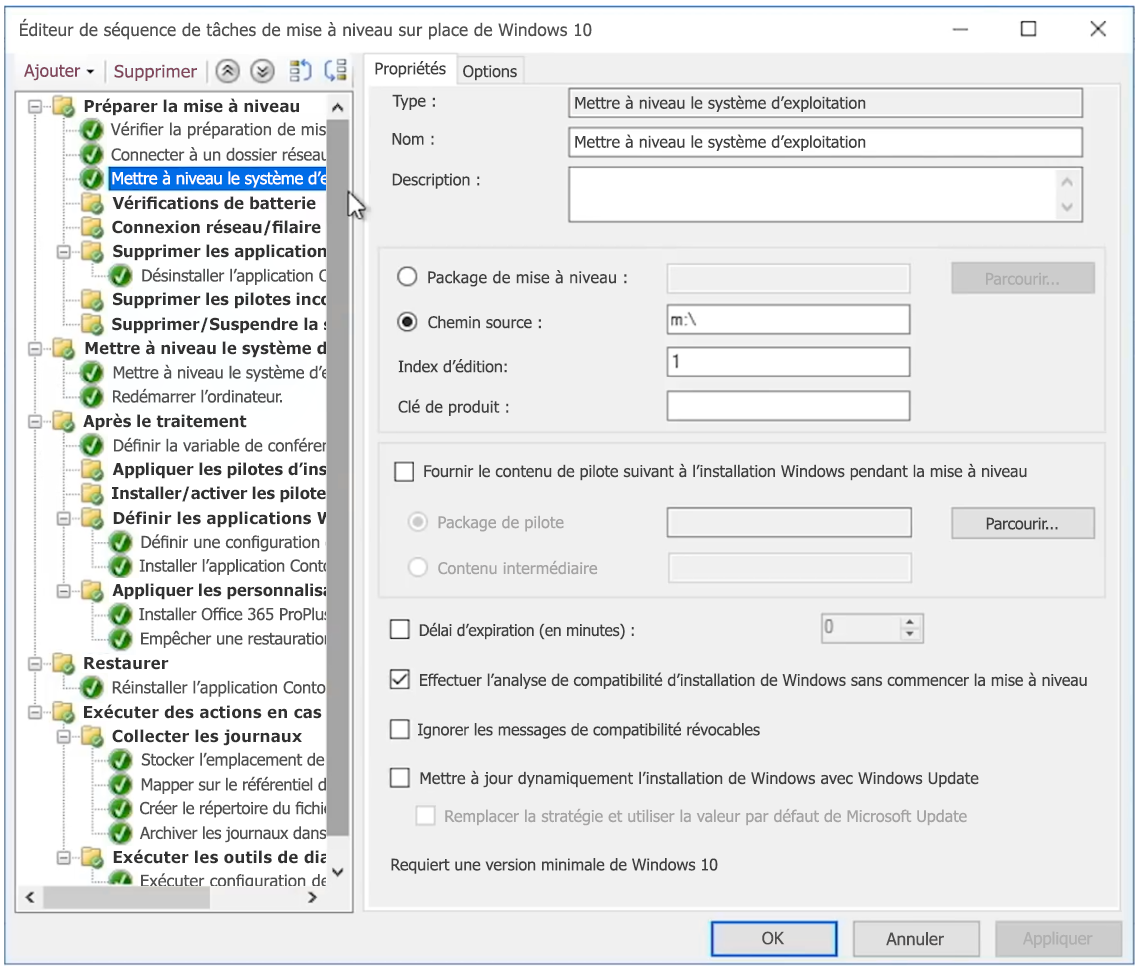 Éditeur de séquence de tâches de mise à niveau sur place de Windows 10
Ajouter
Supprimer
Préparer la mise à niveau
Vérifier la préparation de mis
Connecter à un dossier réseau
Mettre à niveau le système d'e
Vérifications de batterie
Connexion réseau/filaire
Supprimer les application
Désinstaller l'application C
Supprimer les pilotes inco
Supprimer/Suspendre la s
Mettre à niveau le système d
Mettre à niveau le système d'e
Redémarrer l'ordinateur.
Après le traitement
Définir la variable de conférer
Appliquer les pilotes d'ins
Installer/activer les pilote
Définir les applications W
Définir une configuration
Installer l'application Conto
Appliquer les personnalisa
Installer Office 365 ProPlus
Empêcher une restauration
Restaurer
Réinstaller l'application Conto
Exécuter des actions en cas
Collecter les journaux
Stocker l'emplacement de
Mapper sur le référentiel d
Créer le répertoire du fichie
Archiver les journaux dans
Exécuter les outils de dia
Exécuter configuration de
Propriétés
Options
Type :
Mettre à niveau le système d'exploitation
Nom :
Mettre à niveau le système d'exploitation
Description :
Package de mise à niveau :
Parcourir...
Chemin source :
m:\
Index d'édition:
1
Clé de produit :
Fournir le contenu de pilote suivant à l'installation Windows pendant la mise à niveau
Package de pilote
Parcourir...
Contenu intermédiaire
Délai d'expiration (en minutes) :
0
Effectuer l'analyse de compatibilité d'installation de Windows sans commencer la mise à niveau
Ignorer les messages de compatibilité révocables
Mettre à jour dynamiquement l'installation de Windows avec Windows Update
Remplacer la stratégie et utiliser la valeur par défaut de Microsoft Update
Requiert une version minimale de Windows 10
OK
Annuler
Appliquer